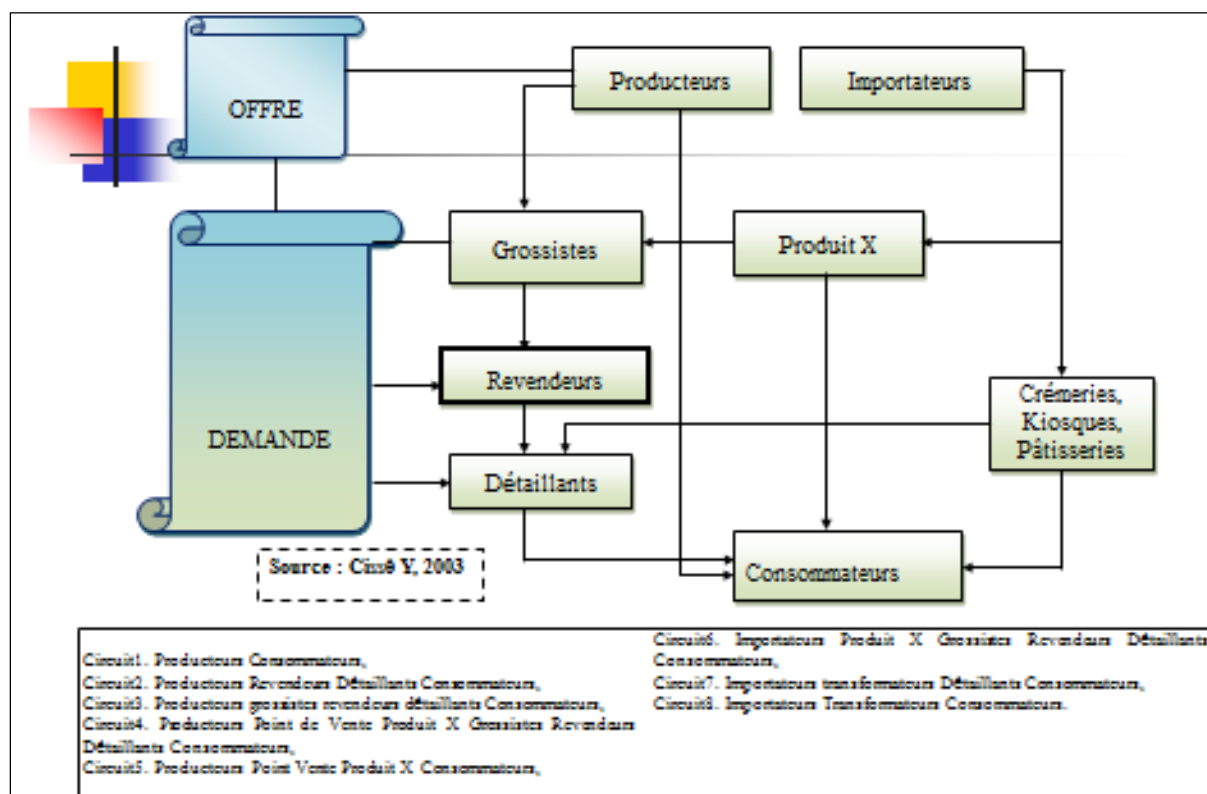 OFFRE
Producteurs
Importateurs
Grossistes
Produit X
Revendeurs
DEMANDE
Crémeries,
Kiosques,
Pâtisseries
Détaillants
Consommateurs
Source : Cissé Y, 2003
Circuit1. Producteurs Consommateurs,
Circuit2. Producteurs Revendeurs Détaillants Consommateurs,
Circuit3. Producteurs grossistes revendeurs détaillants Consommateurs,
Circuit4. Producteurs Point de Vente Produit X Grossistes Revendeurs
Détaillants Consommateurs,
Circuit5. Producteurs Point Vente Produit X Consommateurs,
Circuit6. Importateurs Produit X Grossistes Revendeurs Détaillants
Consommateurs,
Circuit7. Importateurs transformateurs Détaillants Consommateurs,
Circuit8. Importateurs Transformateurs Consommateurs.